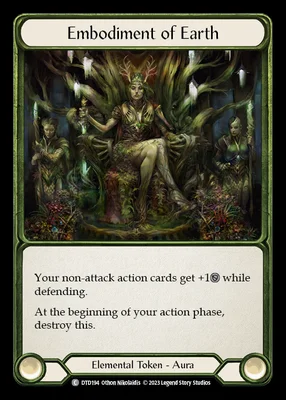 Embodiment of Earth
Your non-attack action cards get +1 while
defending.
At the beginning of your action phase,
destroy this.
Elemental Token - Aura
C DTD194 Othon Nikolaidis © 2023 Legend Story Studios